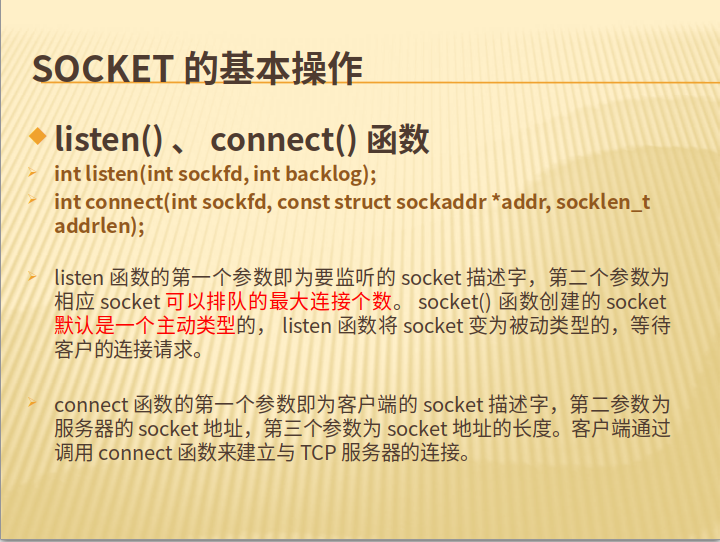 SOCKET 的基本操作
listen() 、 connect() 函数
int listen(int sockfd, int backlog);
int connect(int sockfd, const struct sockaddr *addr, socklen_t
addrlen);
listen 函数的第一个参数即为要监听的 socket 描述字，第二个参数为
相应 socket 可以排队的最大连接个数。 socket() 函数创建的 socket
默认是一个主动类型的， listen 函数将 socket 变为被动类型的，等待
客户的连接请求。
connect 函数的第一个参数即为客户端的 socket 描述字，第二参数为
服务器的 socket 地址，第三个参数为 socket 地址的长度。客户端通过
调用 connect 函数来建立与 TCP 服务器的连接。